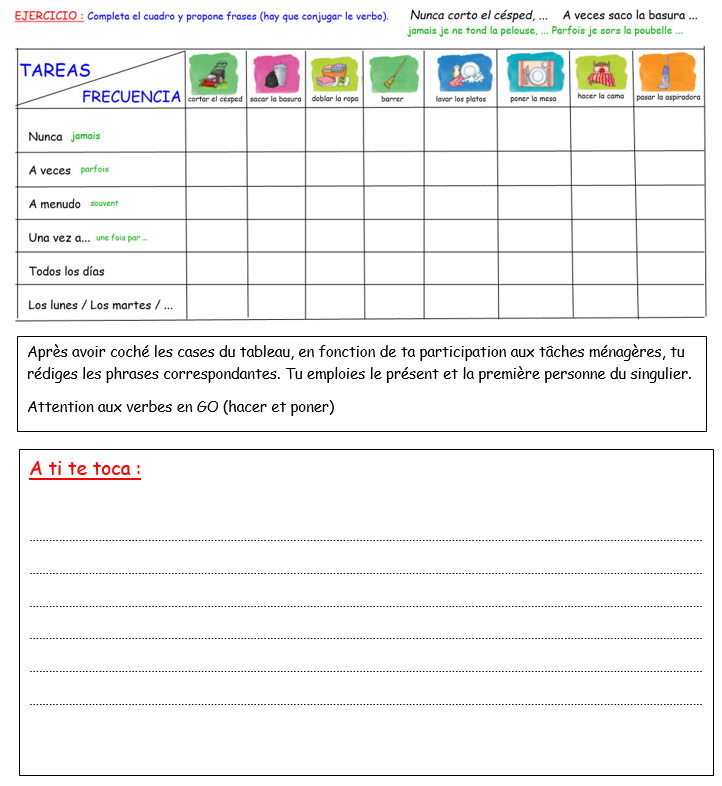 EJERCICIO : Completa el cuadro y propone frases (hay que conjugar le verbo). Nunca corto el césped, ... A veces saco la basura ...
jamais je ne tond la pelouse, ... Parfois je sors la poubelle ...
TAREAS
FRECUENCIA
cortar el césped sacar la basura doblar la ropa barrer lavar los platos poner la mesa hacer la cama pasar la aspiradora
Nunca jamais
A veces parfois
A menudo souvent
Una vez a... une fois par ...
Todos los días
Los lunes / Los martes / ...
Après avoir coché les cases du tableau, en fonction de ta participation aux tâches ménagères, tu
rédiges les phrases correspondantes. Tu emploies le présent et la première personne du singulier.
Attention aux verbes en GO (hacer et poner)
A ti te toca :